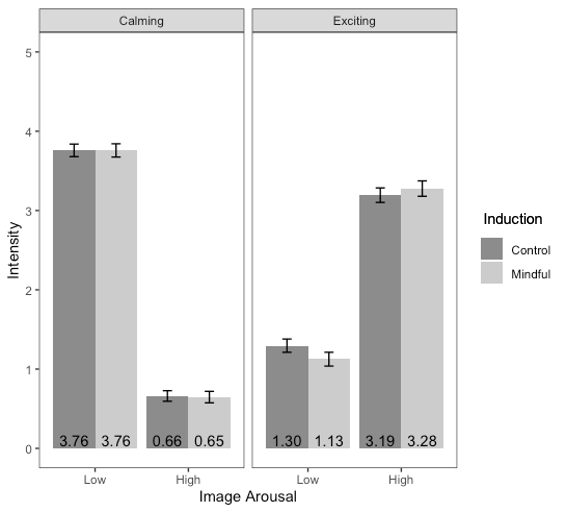 Calming Exciting
5
4
3
2
1
0
Intensity
3.76 3.76 0.66 0.65 1.30 1.13 3.19 3.28
Low High Low High
Image Arousal
Induction
Control
Mindful